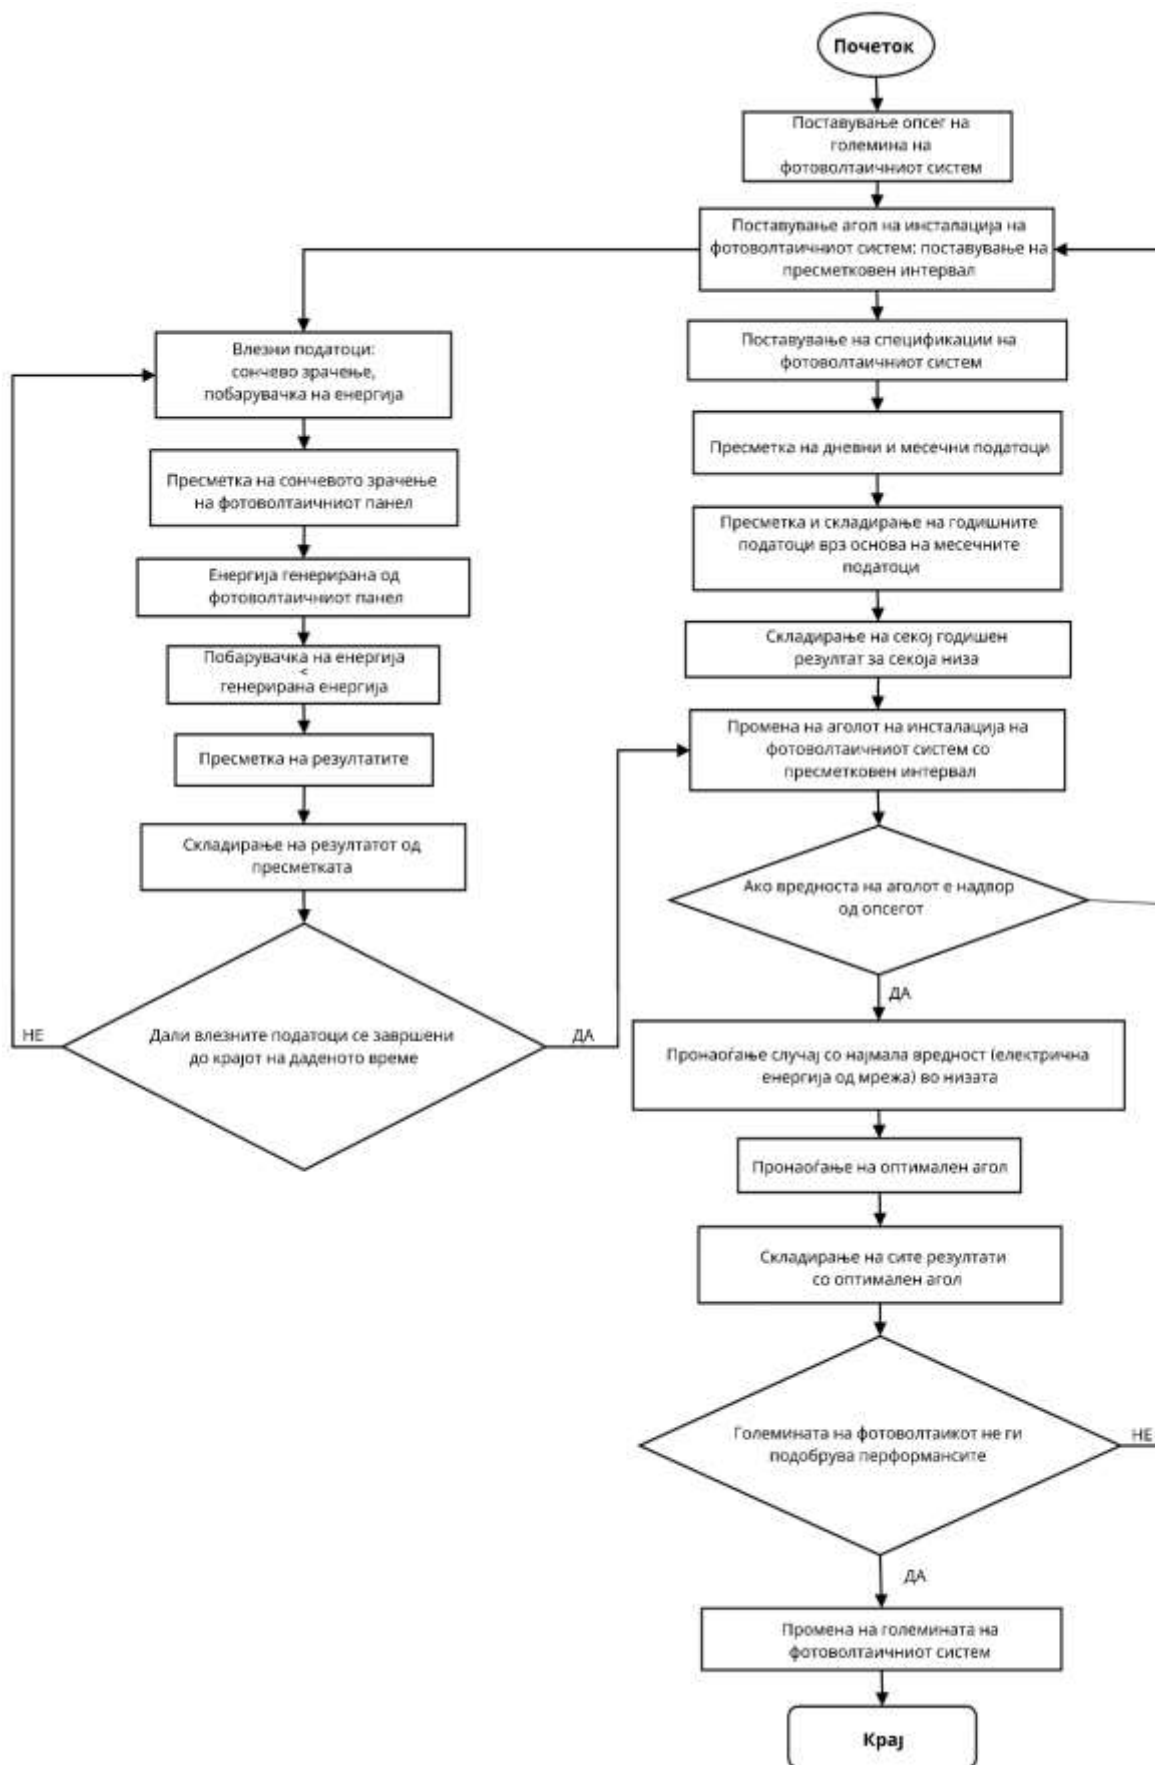 Почеток
Поставување опсег на
големина на
фотоволтаичниот систем
Поставување агол на инсталација на
фотоволтаичниот систем: поставување на
пресметковен интервал
Влезни податоци:
сончево зрачење,
побарувачка на енергија
Пресметка на сончевото зрачење
на фотоволтаичниот панел
Енергија генерирана од
фотоволтаичниот панел
Побарувачка на енергија
<
генерирана енергија
Пресметка на резултатите
Складирање на резултатот од
пресметката
Дали влезните податоци се завршени
до крајот на даденото време
НЕ
ДА
Поставување на спецификации на
фотоволтаичниот систем
Пресметка на дневни и месечни податоци
Пресметка и складирање на годишните
податоци врз основа на месечните
податоци
Складирање на секој годишен
резултат за секоја низа
Промена на аголот на инсталација на
фотоволтаичниот систем со
пресметковен интервал
Ако вредноста на аголот е надвор
од опсегот
ДА
Пронаоѓање случај со најмала вредност (електрична
енергија од мрежа) во низата
Пронаоѓање на оптимален агол
Складирање на сите резултати
со оптимален агол
Големината на фотоволтаикот не ги
подобрува перформансите
НЕ
ДА
Промена на големината на
фотоволтаичниот систем
Крај